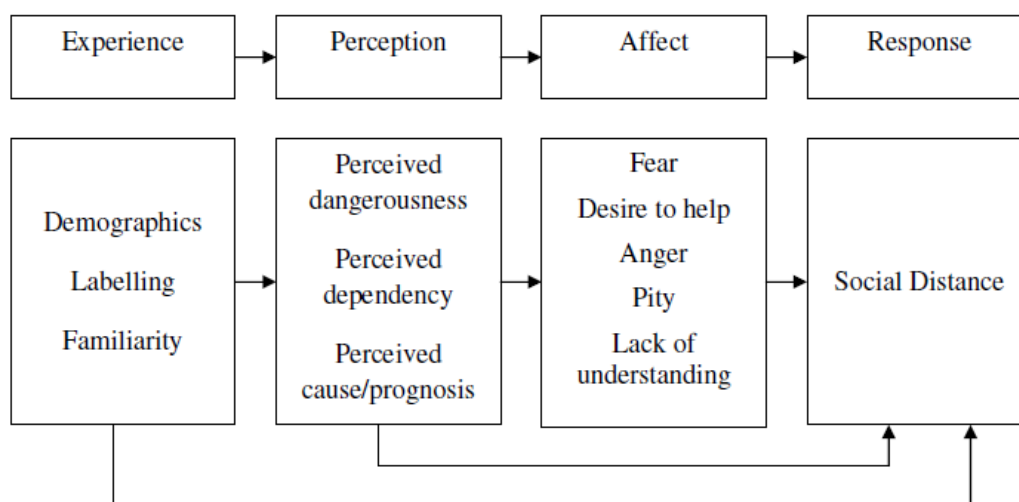 Experience
Perception
Affect
Response
Demographics
Labelling
Familiarity
Perceived
dangerousness
Perceived
dependency
Perceived
cause/prognosis
Fear
Desire to help
Anger
Pity
Lack of
understanding
Social Distance